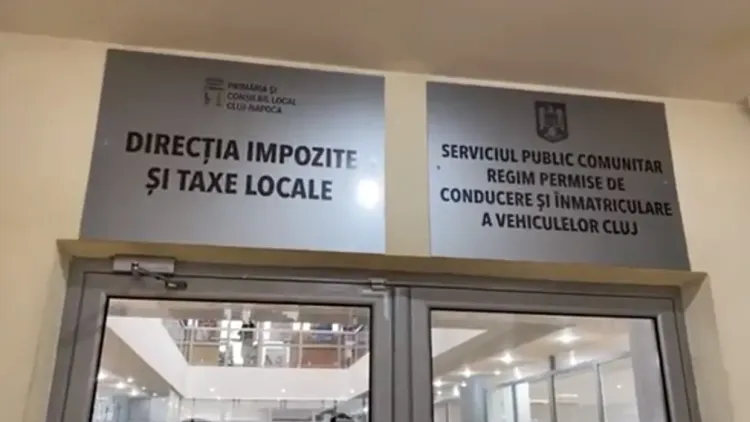 PRIMĂRIA ȘI
CONSILIUL LOCAL
CLUJ-NAPOCA
DIRECȚIA IMPOZITE
ȘI TAXE LOCALE
SERVICIUL PUBLIC COMUNITAR
REGIM PERMISE DE
CONDUCERE ȘI ÎNMATRICULARE
A VEHICULELOR CLUJ